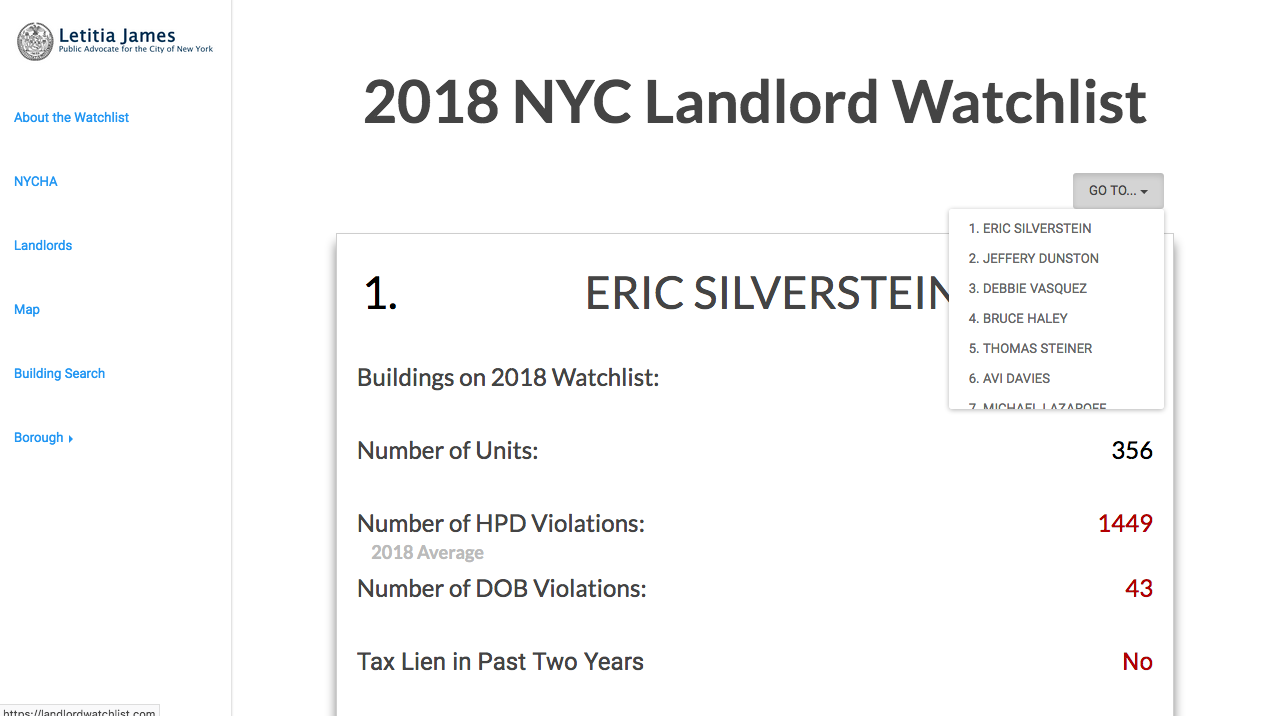 Letitia James
Public Advocate for the City of New York
About the Watchlist
NYCHA
Landlords
Map
Building Search
Borough
2018 NYC Landlord Watchlist
GO TO...
1. ERIC SILVERSTEIN
2. JEFFERY DUNSTON
3. DEBBIE VASQUEZ
4. BRUCE HALEY
5. THOMAS STEINER
6. AVI DAVIES
7. MICHAEL LAZAROFF
1. ERIC SILVERSTEIN
Buildings on 2018 Watchlist:
Number of Units: 356
Number of HPD Violations: 1449
2018 Average
Number of DOB Violations: 43
Tax Lien in Past Two Years No
https://landlordwatchlist.com